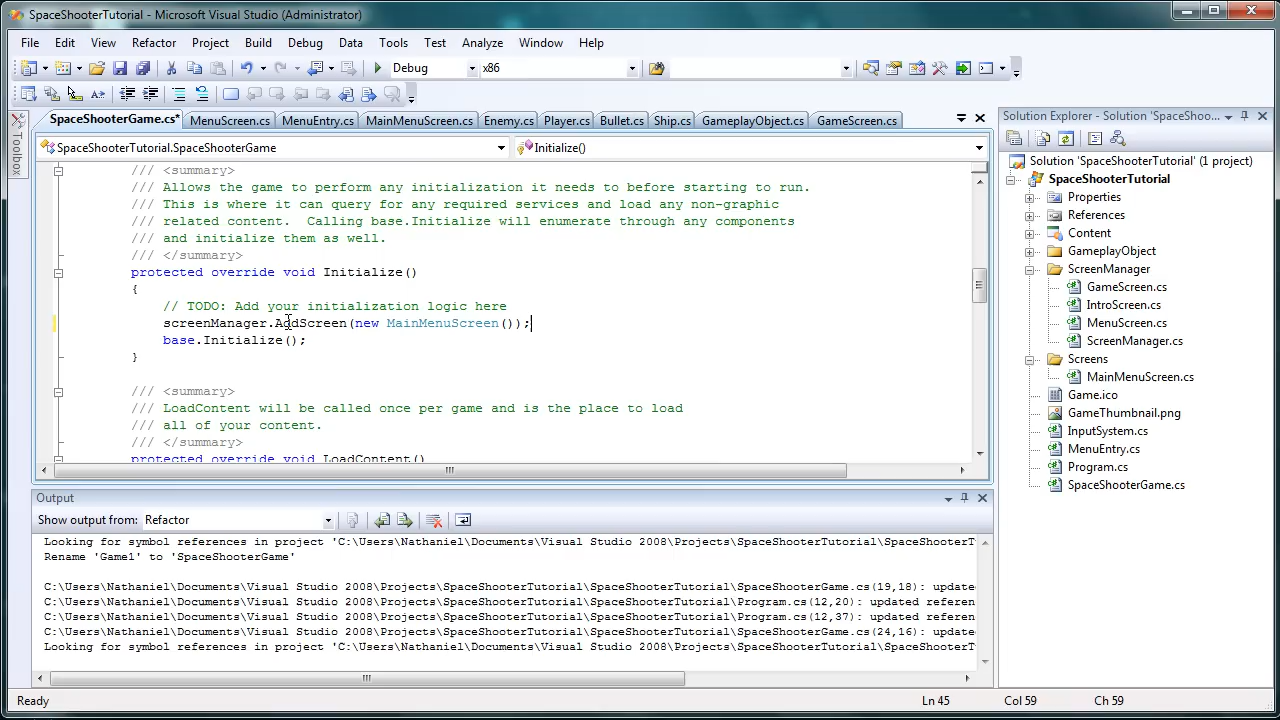 SpaceShooterTutorial - Microsoft Visual Studio (Administrator)
File Edit View Refactor Project Build Debug Data Tools Test Analyze Window Help
Debug x86
SpaceShooterGame.cs* MenuScreen.cs MenuEntry.cs MainMenuScreen.cs Enemy.cs Player.cs Bullet.cs Ship.cs GameplayObject.cs GameScreen.cs
Toolbox
SpaceShooterTutorial.SpaceShooterGame Initialize()
/// <summary>
/// Allows the game to perform any initialization it needs to before starting to run.
/// This is where it can query for any required services and load any non-graphic
/// related content.  Calling base.Initialize will enumerate through any components
/// and initialize them as well.
/// </summary>
protected override void Initialize()
{
// TODO: Add your initialization logic here
screenManager.AddScreen(new MainMenuScreen());
base.Initialize();
}
/// <summary>
/// LoadContent will be called once per game and is the place to load
/// all of your content.
/// </summary>
protected override void LoadContent()
Output
Show output from: Refactor
Looking for symbol references in project 'C:\Users\Nathaniel\Documents\Visual Studio 2008\Projects\SpaceShooterTutorial\SpaceShooterT
Rename 'Game1' to 'SpaceShooterGame'
C:\Users\Nathaniel\Documents\Visual Studio 2008\Projects\SpaceShooterTutorial\SpaceShooterTutorial\SpaceShooterGame.cs(19,18): update
C:\Users\Nathaniel\Documents\Visual Studio 2008\Projects\SpaceShooterTutorial\SpaceShooterTutorial\Program.cs(12,20): updated referen
C:\Users\Nathaniel\Documents\Visual Studio 2008\Projects\SpaceShooterTutorial\SpaceShooterTutorial\Program.cs(12,37): updated referen
C:\Users\Nathaniel\Documents\Visual Studio 2008\Projects\SpaceShooterTutorial\SpaceShooterTutorial\SpaceShooterGame.cs(24,16): update
Looking for symbol references in project 'C:\Users\Nathaniel\Documents\Visual Studio 2008\Projects\SpaceShooterTutorial\SpaceShooterT
Solution Explorer - Solution 'SpaceShoo...
Solution 'SpaceShooterTutorial' (1 project)
SpaceShooterTutorial
Properties
References
Content
GameplayObject
ScreenManager
GameScreen.cs
IntroScreen.cs
MenuScreen.cs
ScreenManager.cs
Screens
MainMenuScreen.cs
Game.ico
GameThumbnail.png
InputSystem.cs
MenuEntry.cs
Program.cs
SpaceShooterGame.cs
Ready Ln 45 Col 59 Ch 59